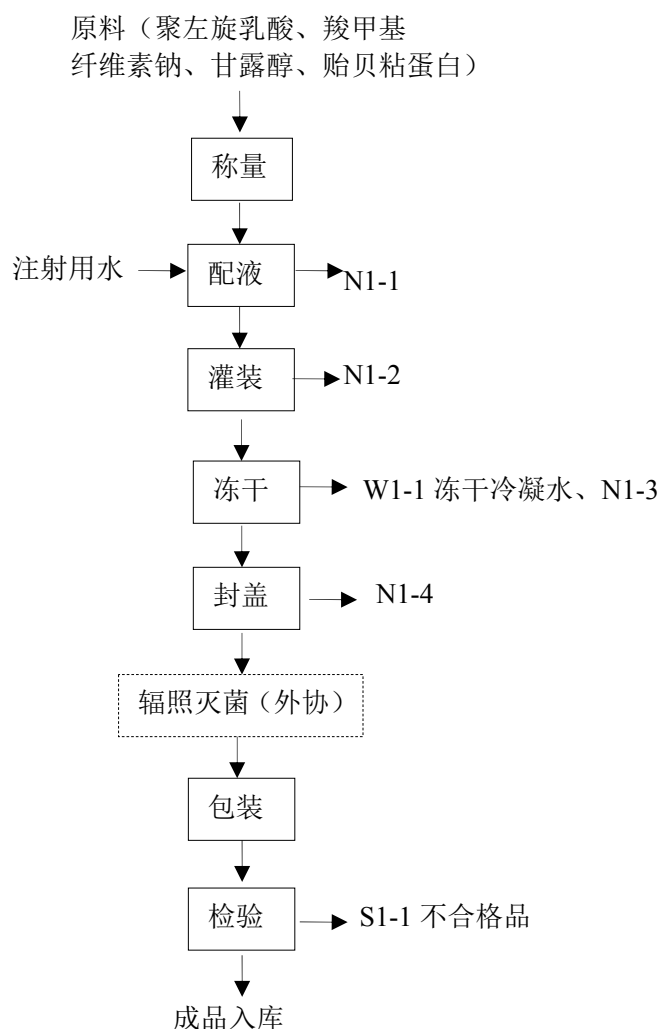 原料（聚左旋乳酸、羧甲基
纤维素钠、甘露醇、贻贝粘蛋白）
称量
注射用水
配液
N1-1
灌装
N1-2
冻干
W1-1 冻干冷凝水、N1-3
封盖
N1-4
辐照灭菌（外协）
包装
检验
S1-1 不合格品
成品入库